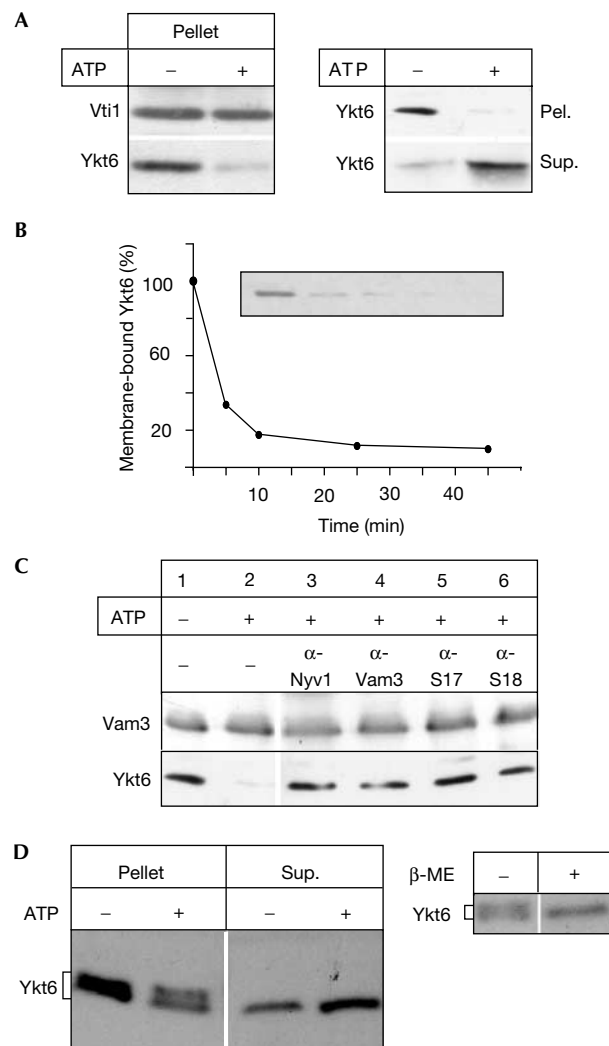 A
Pellet
ATP – +
Vti1
Ykt6
ATP – +
Ykt6 Pel.
Ykt6 Sup.
B
Membrane-bound Ykt6 (%)
100
60
20
10 20 30 40
Time (min)
C
1 2 3 4 5 6
ATP – + + + + +
– – α- α- α- α-
Nyv1 Vam3 S17 S18
Vam3
Ykt6
D
Pellet Sup.
ATP – + – +
Ykt6
β-ME – +
Ykt6